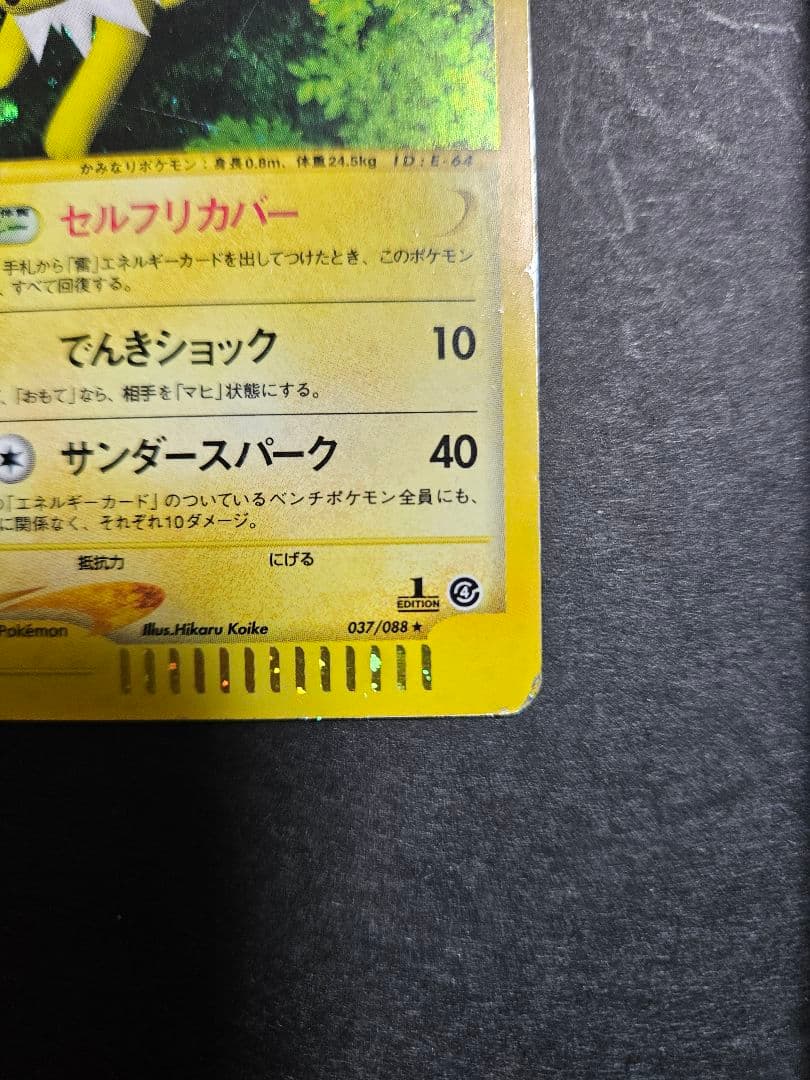 かみなりポケモン：身長0.8m、体重24.5kg ID：E-64
セルフリカバー
手札から「雷」エネルギーカードを出してつけたとき、このポケモン
、すべて回復する。
でんきショック 10
、「おもて」なら、相手を「マヒ」状態にする。
サンダースパーク 40
「エネルギーカード」のついているベンチポケモン全員にも、
に関係なく、それぞれ10ダメージ。
抵抗力 にげる
1 EDITION 4
Pokémon Illus.Hikaru Koike 037/088 ★